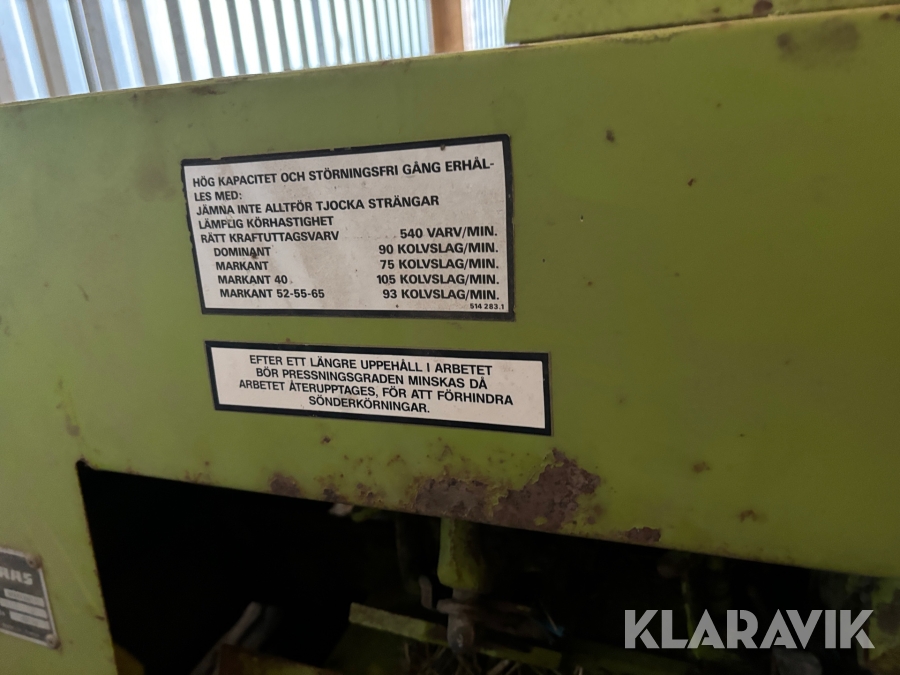 HÖG KAPACITET OCH STÖRNINGSFRI GÅNG ERHÅL-
LES MED:
JÄMNA INTE ALLTFÖR TJOCKA STRÄNGAR
LÄMPLIG KÖRHASTIGHET
RÄTT KRAFTUTTAGSVARV 540 VARV/MIN.
DOMINANT 90 KOLVSLAG/MIN.
MARKANT 75 KOLVSLAG/MIN.
MARKANT 40 105 KOLVSLAG/MIN.
MARKANT 52-55-65 93 KOLVSLAG/MIN.
514 283.1
EFTER ETT LÄNGRE UPPEHÅLL I ARBETET
BÖR PRESSNINGSGRADEN MINSKAS DÅ
ARBETET ÅTERUPPTAGES, FÖR ATT FÖRHINDRA
SÖNDERKÖRNINGAR.
AAS
KLARAVIK